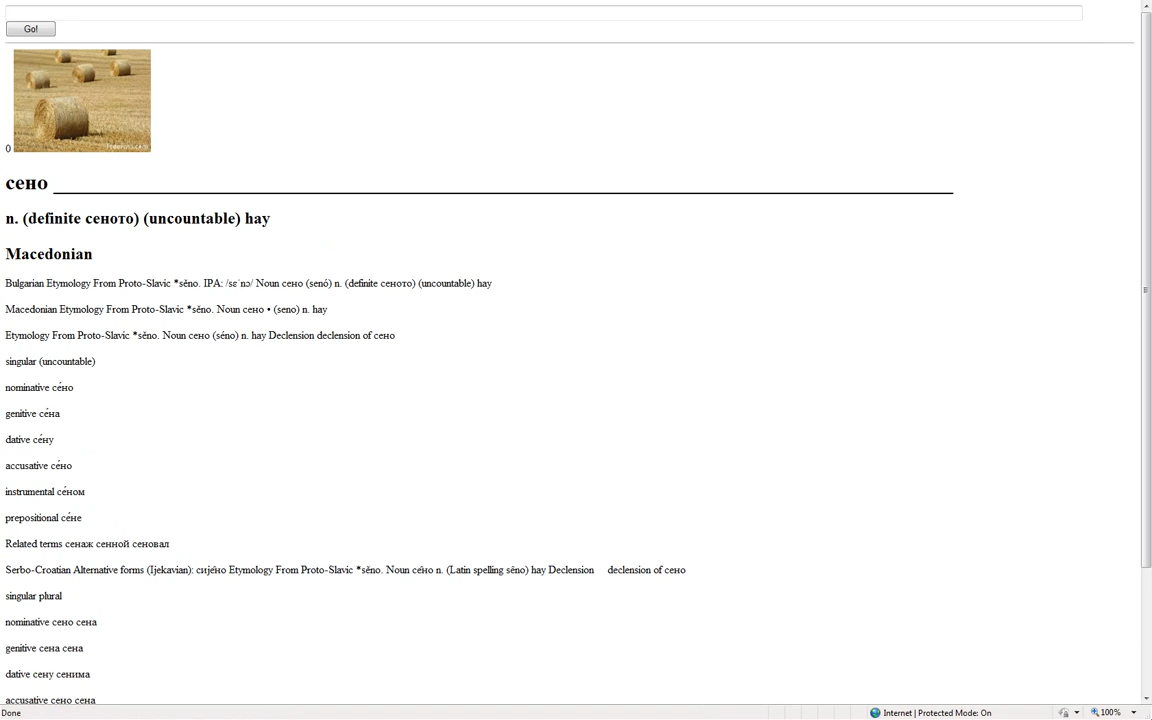 Go!
0
сено
n. (definite сеното) (uncountable) hay
Macedonian
Bulgarian Etymology From Proto-Slavic *sěno. IPA: /sɛˈnɔ/ Noun сено (senó) n. (definite сеното) (uncountable) hay
Macedonian Etymology From Proto-Slavic *sěno. Noun сено • (seno) n. hay
Etymology From Proto-Slavic *sěno. Noun сено (séno) n. hay Declension declension of сено
singular (uncountable)
nominative се́но
genitive се́на
dative се́ну
accusative се́но
instrumental се́ном
prepositional се́не
Related terms сенаж сенной сеновал
Serbo-Croatian Alternative forms (Ijekavian): сије́но Etymology From Proto-Slavic *sěno. Noun се̑но n. (Latin spelling sȇno) hay Declension declension of сено
singular plural
nominative сено сена
genitive сена сена
dative сену сенима
accusative сено сена
Done
Internet | Protected Mode: On
100%